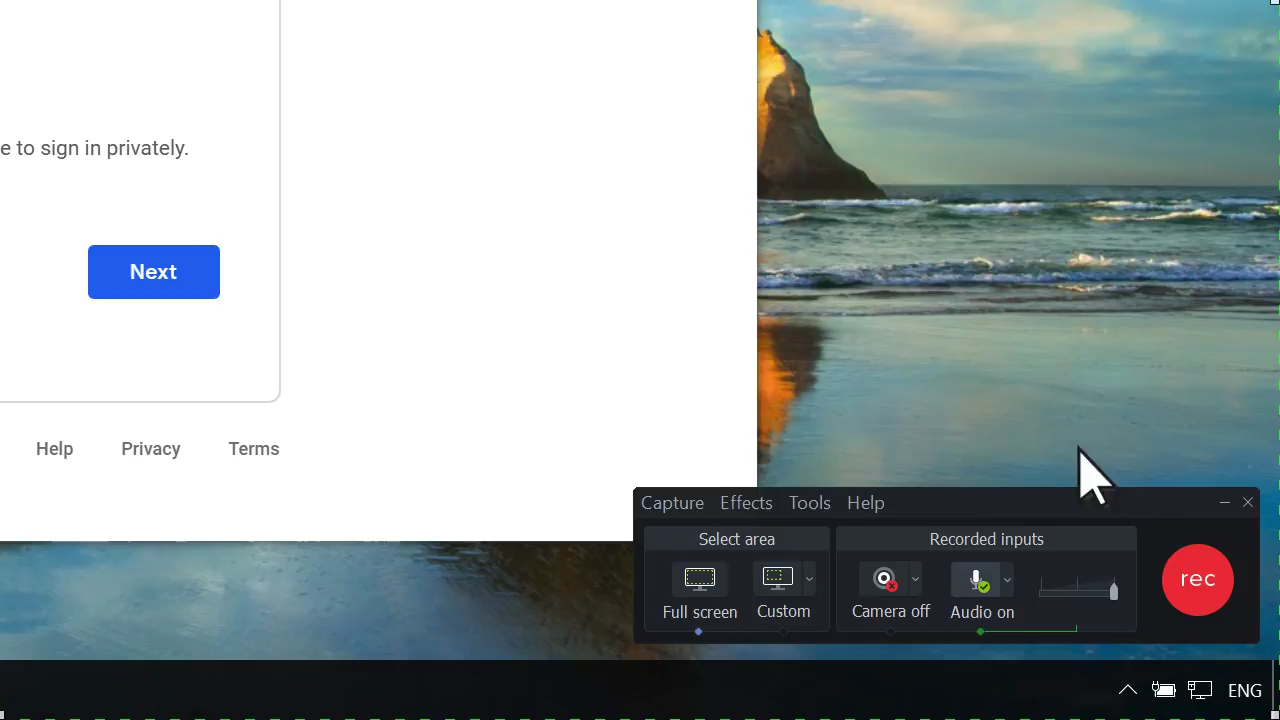 e to sign in privately.
Next
Help Privacy Terms
Capture Effects Tools Help
Select area Recorded inputs
rec
Full screen Custom Camera off Audio on
ENG